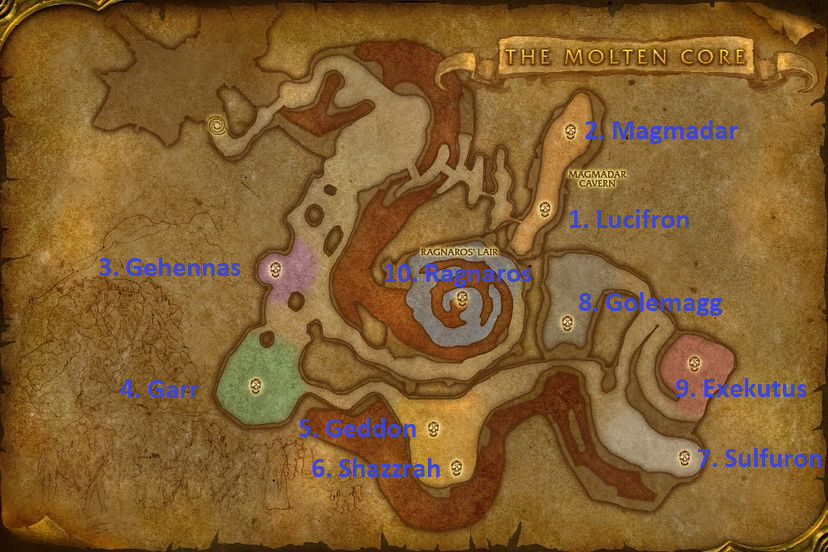 THE MOLTEN CORE
2. Magmadar
MAGMADAR
CAVERN
1. Lucifron
RAGNAROS' LAIR
3. Gehennas
10. Ragnaros
8. Golemagg
4. Garr
9. Exekutus
5. Geddon
6. Shazzrah
7. Sulfuron